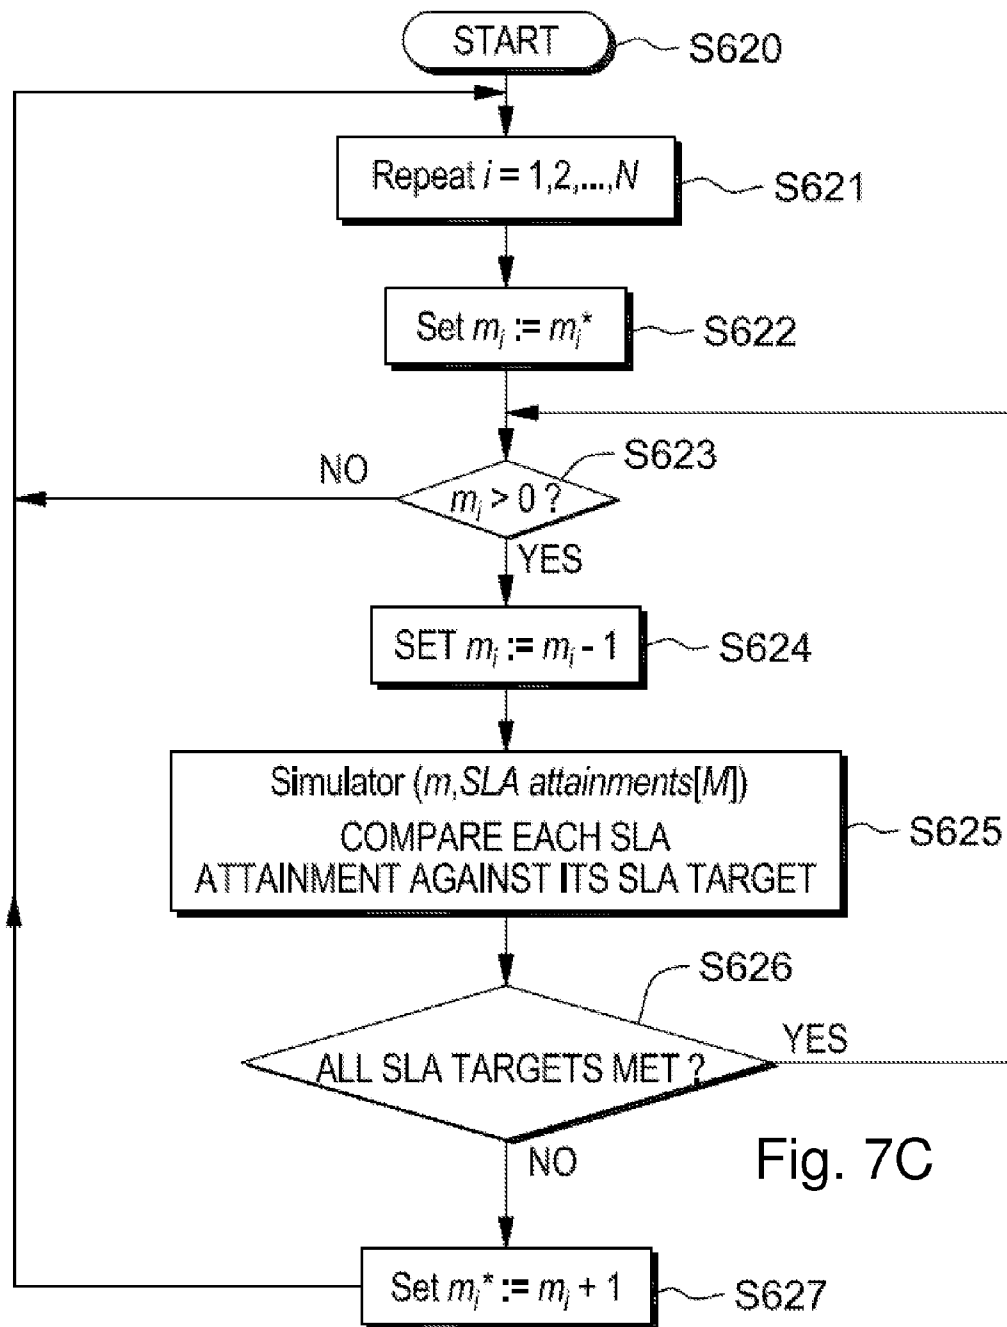 START
S620
Repeat i = 1,2,...,N
S621
Set mi := mi*
S622
S623
NO
mi > 0 ?
YES
SET mi := mi - 1
S624
Simulator (m,SLA attainments[M])
COMPARE EACH SLA
ATTAINMENT AGAINST ITS SLA TARGET
S625
S626
ALL SLA TARGETS MET ?
YES
NO
Fig. 7C
Set mi* := mi + 1
S627